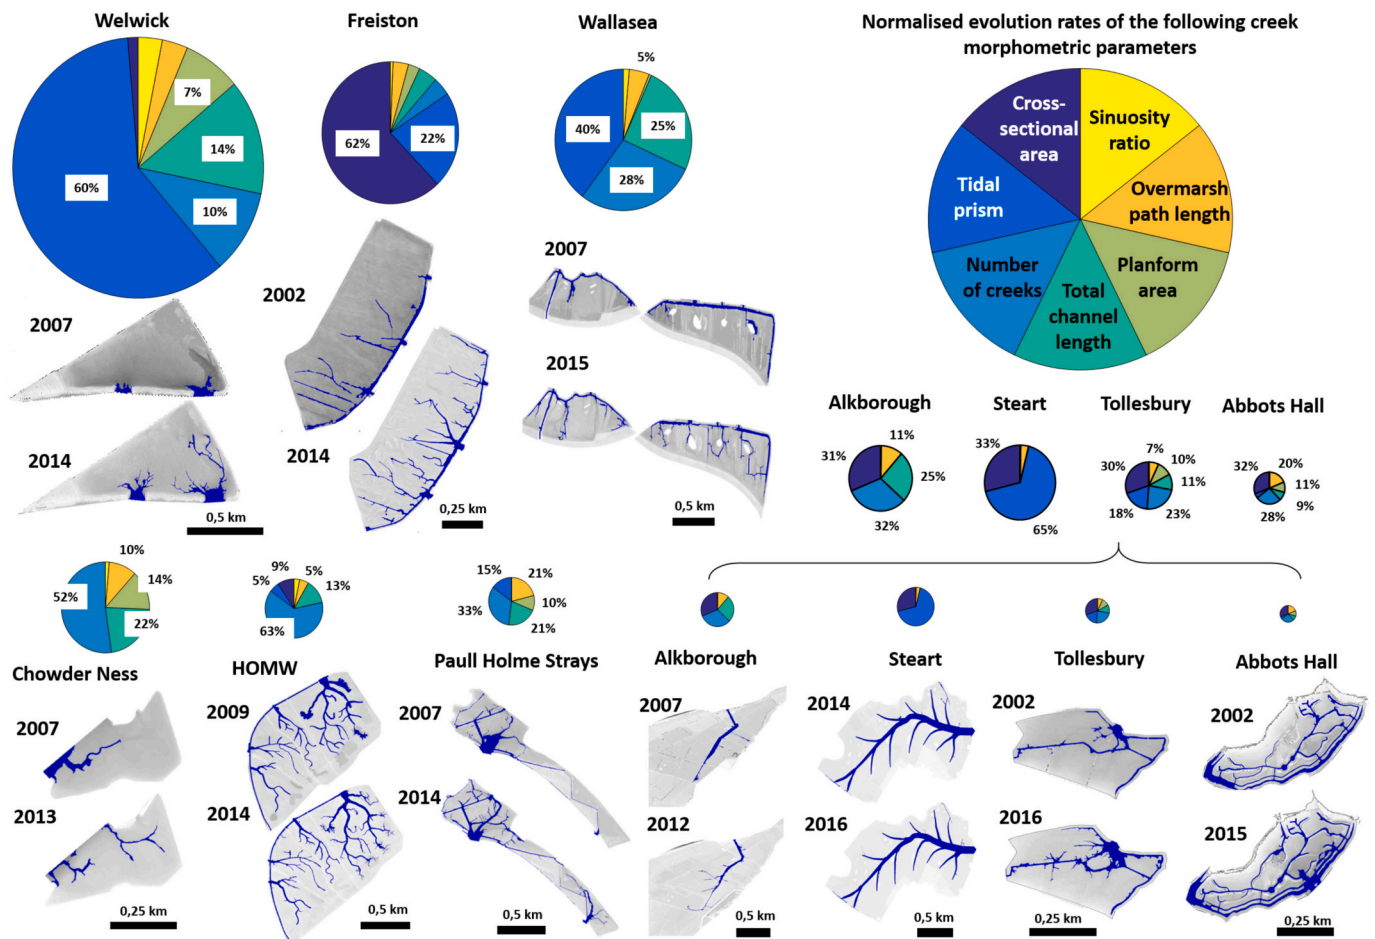 Welwick
Freiston
Wallasea
Normalised evolution rates of the following creek
morphometric parameters
7%
14%
10%
60%
62%
22%
5%
40%
25%
28%
Cross-
sectional
area
Sinuosity
ratio
Tidal
prism
Overmarsh
path length
Number
of creeks
Total
channel
length
Planform
area
2007
2014
0,5 km
2002
2014
0,25 km
2007
2015
0,5 km
Alkborough
Steart
Tollesbury
Abbots Hall
31%
11%
25%
32%
33%
65%
30%
7%
10%
11%
23%
18%
32%
20%
11%
9%
28%
10%
14%
22%
52%
9%
5%
5%
13%
63%
15%
21%
10%
21%
33%
Chowder Ness
2007
2013
0,25 km
HOMW
2009
2014
0,5 km
Paull Holme Strays
2007
2014
0,5 km
Alkborough
2007
2012
0,5 km
Steart
2014
2016
0,5 km
Tollesbury
2002
2016
0,25 km
Abbots Hall
2002
2015
0,25 km